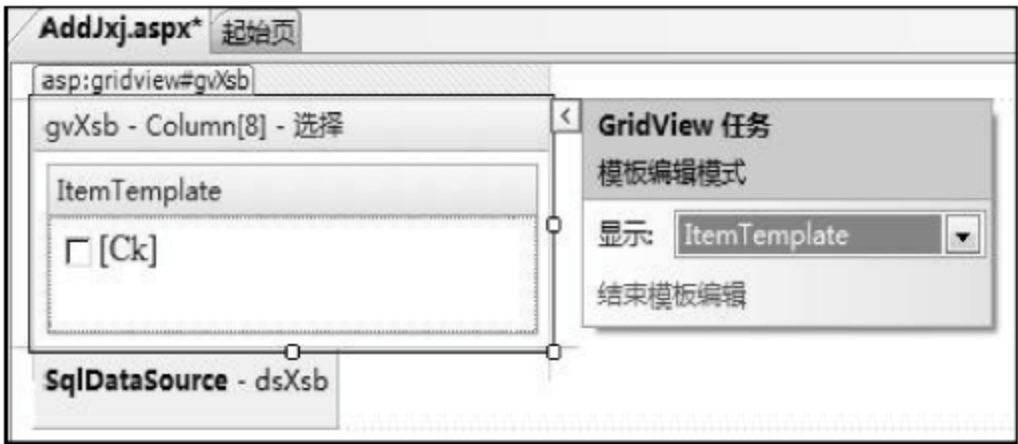 AddJxj.aspx* 起始页
asp:gridview#gvXsb
gvXsb - Column[8] - 选择
ItemTemplate
[Ck]
SqlDataSource - dsXsb
<
GridView 任务
模板编辑模式
显示: ItemTemplate
结束模板编辑